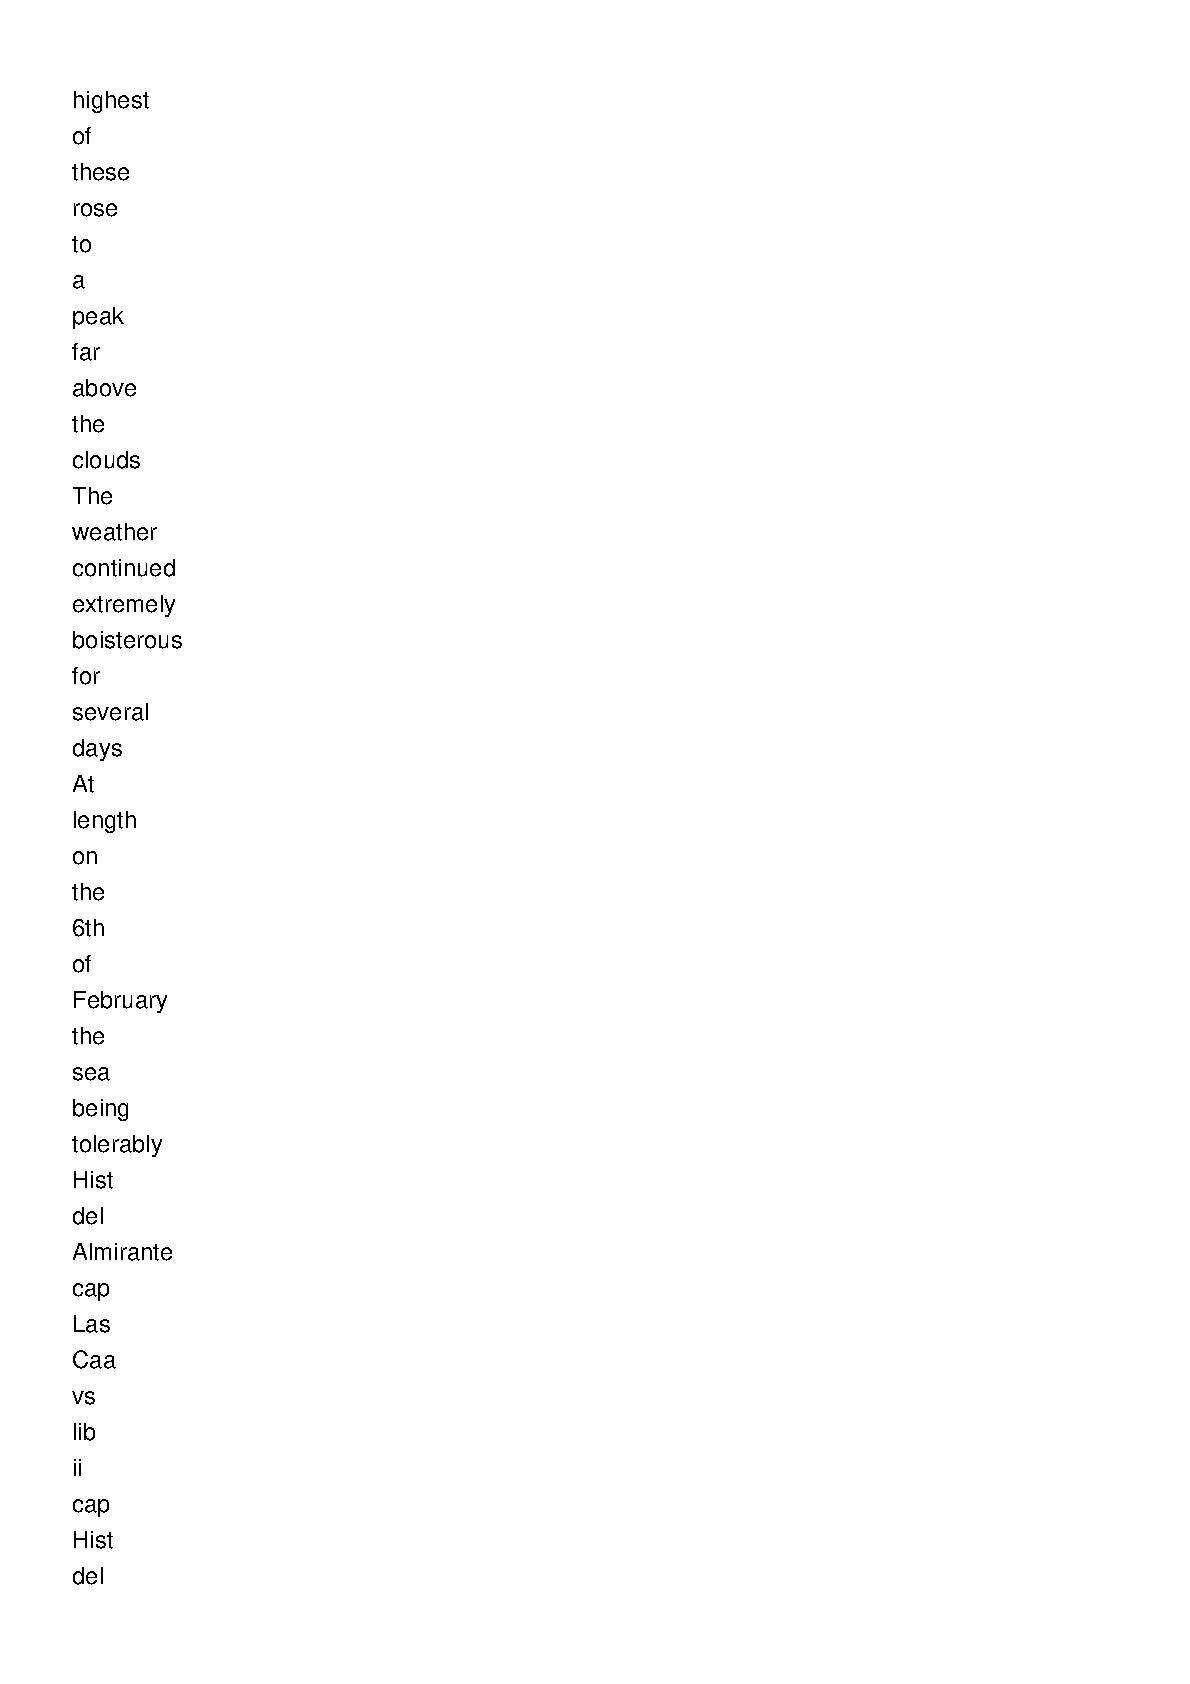 highest
of
these
rose
to
a
peak
far
above
the
clouds
The
weather
continued
extremely
boisterous
for
several
days
At
length
on
the
6th
of
February
the
sea
being
tolerably
Hist
del
Almirante
cap
Las
Caa
vs
lib
ii
cap
Hist
del